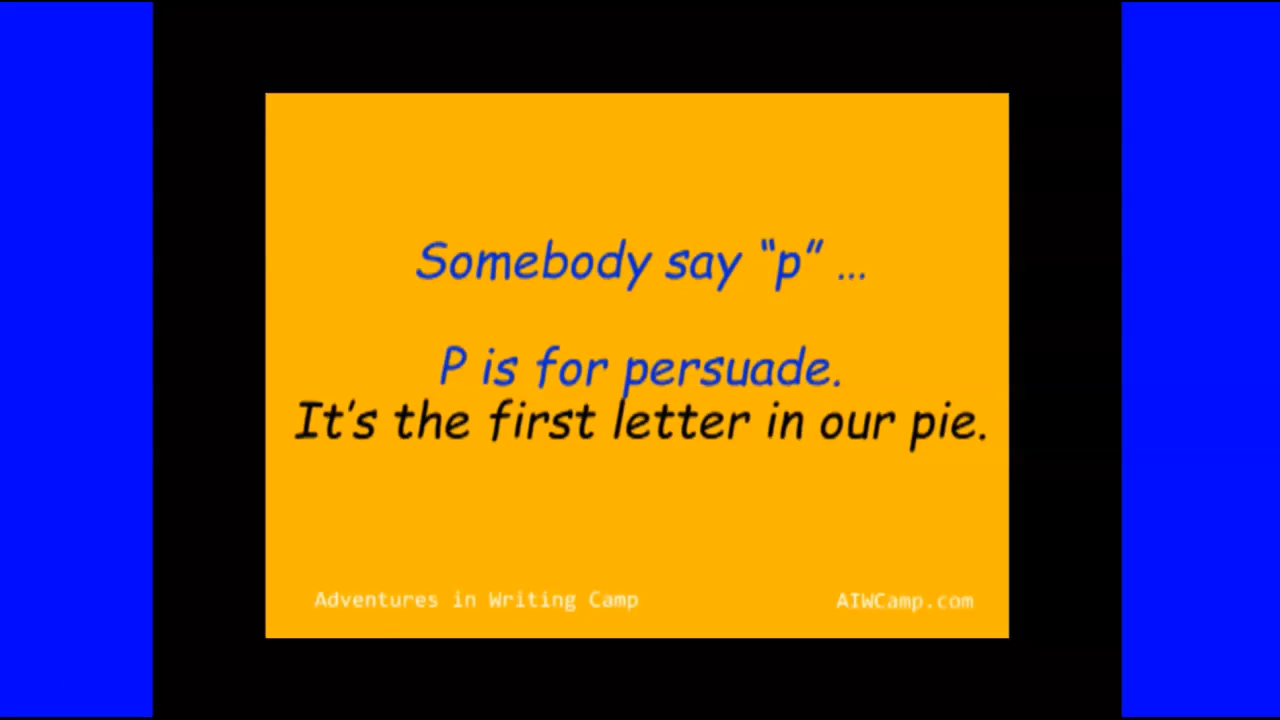 Somebody say “p” ...
P is for persuade.
It's the first letter in our pie.
Adventures in Writing Camp
AIWCamp.com